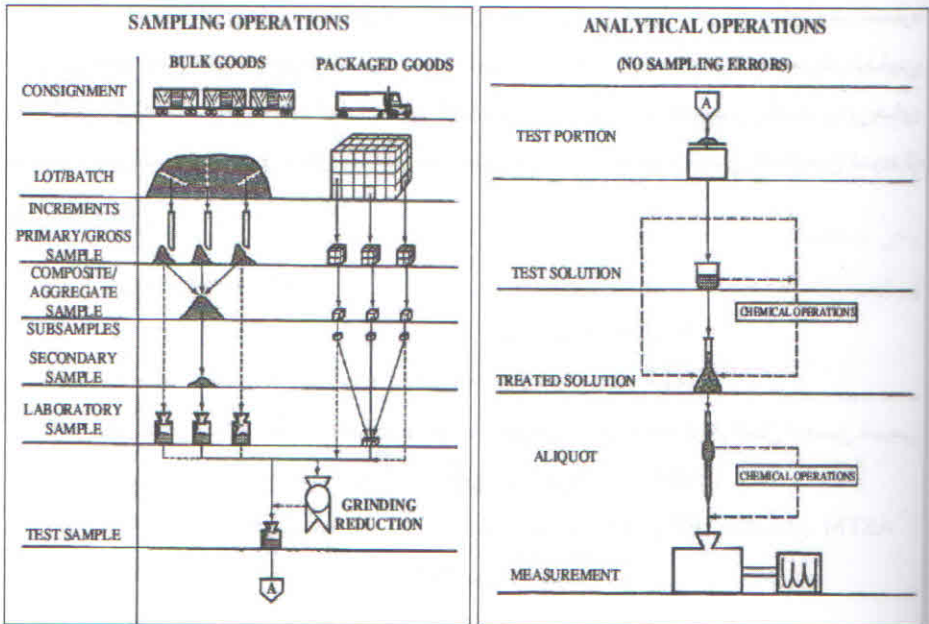 SAMPLING OPERATIONS
BULK GOODS
PACKAGED GOODS
CONSIGNMENT
LOT/BATCH
INCREMENTS
PRIMARY/GROSS
SAMPLE
COMPOSITE/
AGGREGATE
SAMPLE
SUBSAMPLES
SECONDARY
SAMPLE
LABORATORY
SAMPLE
GRINDING
REDUCTION
TEST SAMPLE
A
ANALYTICAL OPERATIONS
(NO SAMPLING ERRORS)
A
TEST PORTION
TEST SOLUTION
CHEMICAL OPERATIONS
TREATED SOLUTION
ALIQUOT
CHEMICAL OPERATIONS
MEASUREMENT